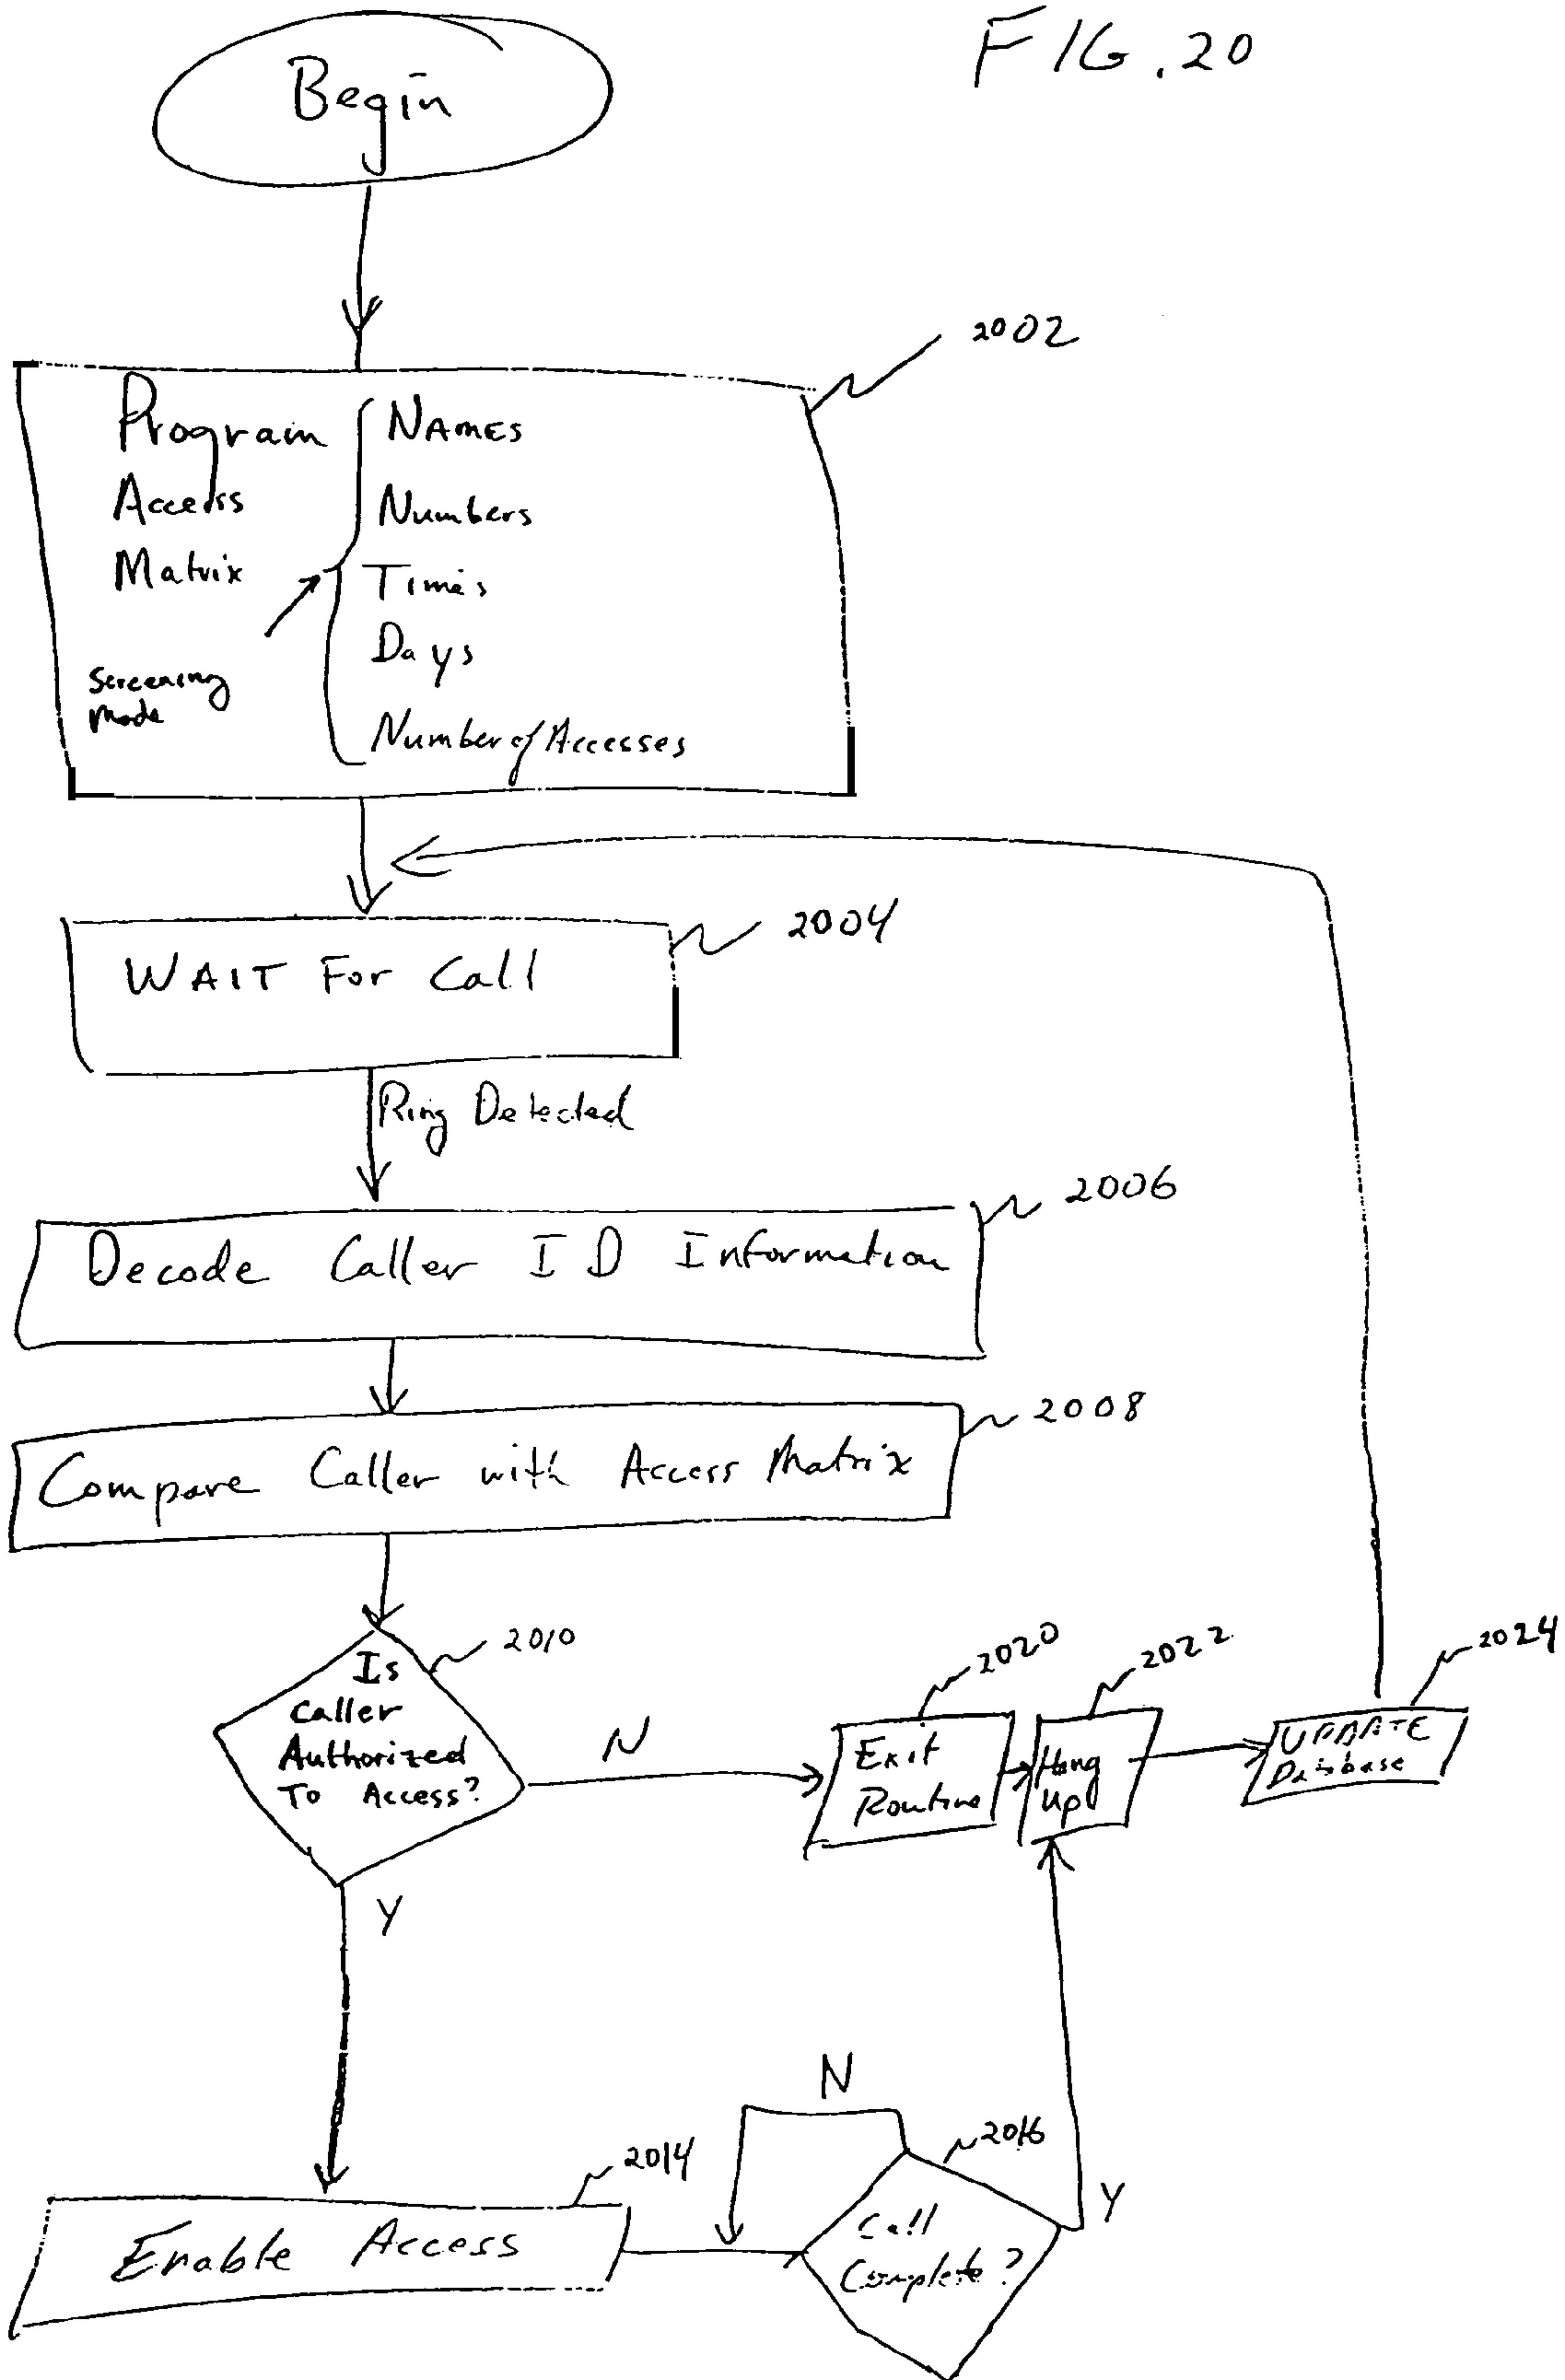 FIG. 20
Begin
2002
Program
Access
Matrix
Screening
Mode
NAMES
Numbers
Times
Days
Number of Accesses
2004
WAIT For Call
Ring Detected
2006
Decode Caller ID Information
2008
Compare Caller with Access Matrix
2010
Is
Caller
Authorized
To Access?
N
Y
2020
Exit
Routine
2022
Hang
Up
2024
UPDATE
Database
2014
Enable Access
N
2016
Call
Complete?
Y